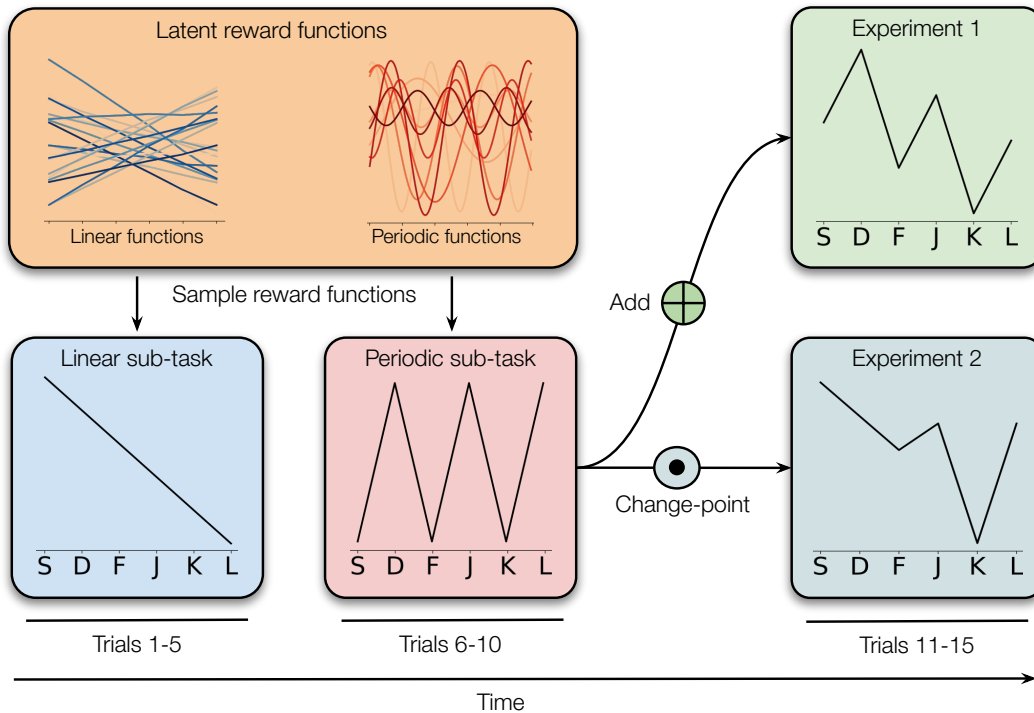 Latent reward functions
Linear functions
Periodic functions
Sample reward functions
Linear sub-task
S D F J K L
Periodic sub-task
S D F J K L
Add
Change-point
Experiment 1
S D F J K L
Experiment 2
S D F J K L
Trials 1-5
Trials 6-10
Trials 11-15
Time